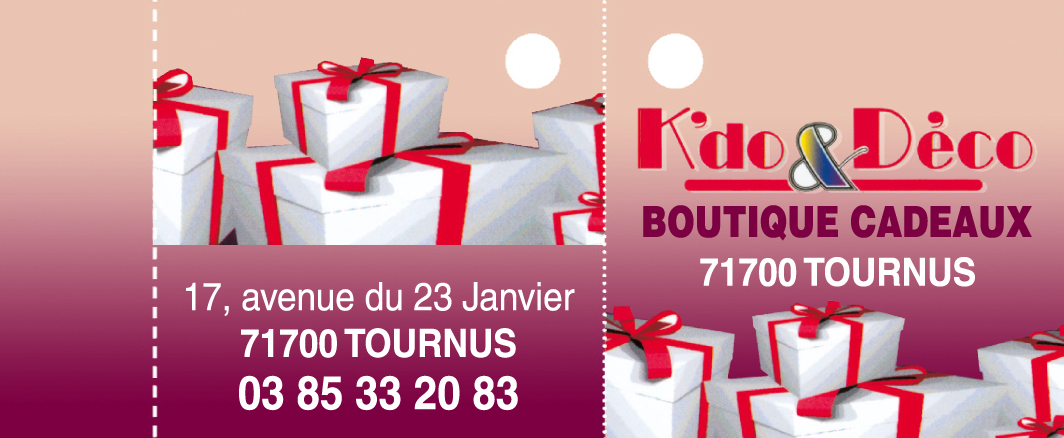 17, avenue du 23 Janvier
71700 TOURNUS
03 85 33 20 83
K'do & Déco
BOUTIQUE CADEAUX
71700 TOURNUS